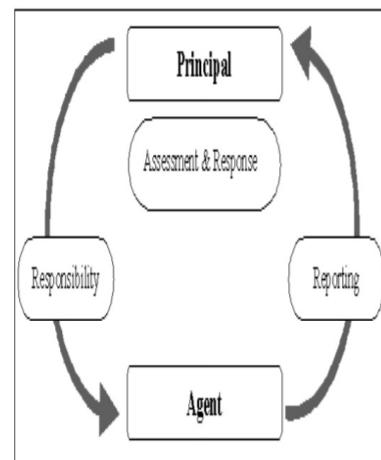 Principal
Assessment & Response
Responsibility
Reporting
Agent